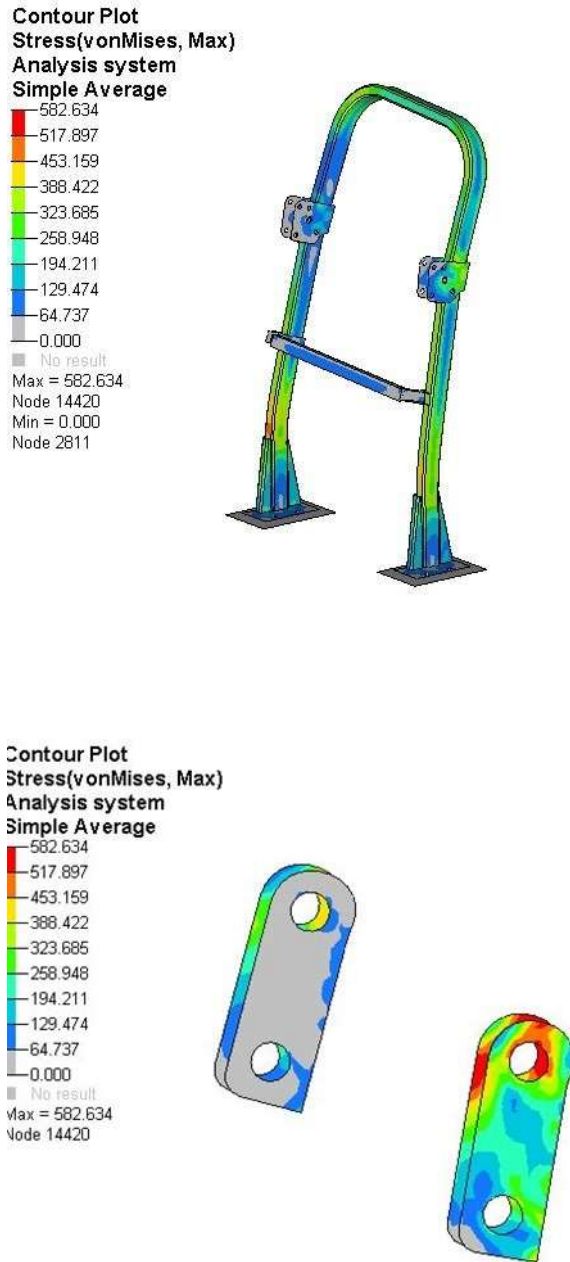 Contour Plot
Stress(vonMises, Max)
Analysis system
Simple Average
582.634
517.897
453.159
388.422
323.685
258.948
194.211
129.474
64.737
0.000
No result
Max = 582.634
Node 14420
Min = 0.000
Node 2811
Contour Plot
Stress(vonMises, Max)
Analysis system
Simple Average
582.634
517.897
453.159
388.422
323.685
258.948
194.211
129.474
64.737
0.000
No result
Max = 582.634
Node 14420